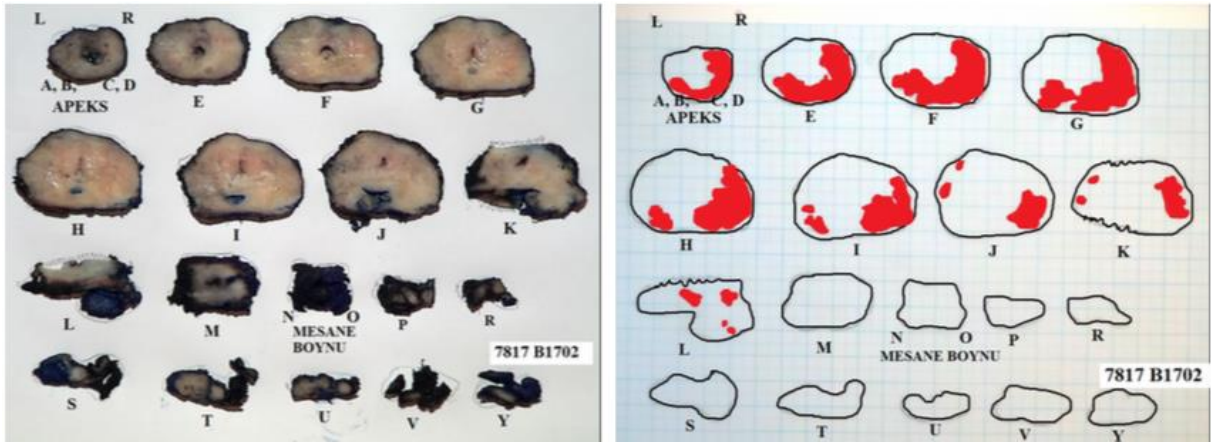 L R
A, B, C, D
APEKS
E F G
H I J K
L M N O P R
MESANE
BOYNU
7817 B1702
S T U V Y
L R
A, B, C, D
APEKS
E F G
H I J K
L M N O P R
MESANE BOYNU
7817 B1702
S T U V Y